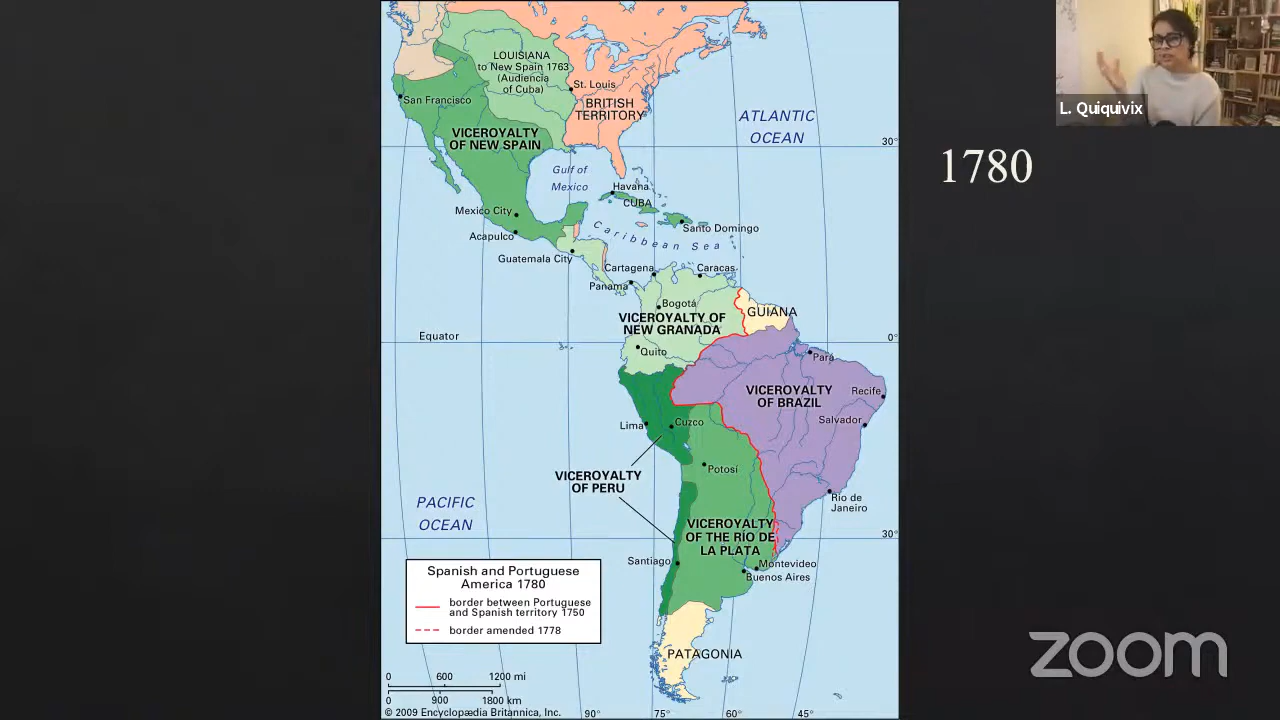 LOUISIANA
to New Spain 1763
(Audiencia
of Cuba)
St. Louis
BRITISH
TERRITORY
San Francisco
VICEROYALTY
OF NEW SPAIN
ATLANTIC
OCEAN
30°
Gulf of
Mexico
Havana
CUBA
Mexico City
Acapulco
Santo Domingo
Caribbean Sea
Guatemala City
Cartagena
Caracas
Panama
Bogotá
GUIANA
VICEROYALTY OF
NEW GRANADA
Equator
0°
Quito
Pará
VICEROYALTY
OF BRAZIL
Recife
Salvador
Lima
Cuzco
Potosí
VICEROYALTY
OF PERU
PACIFIC
OCEAN
Rio de
Janeiro
VICEROYALTY
OF THE RÍO DE
LA PLATA
30°
Santiago
Montevideo
Buenos Aires
Spanish and Portuguese
America 1780
border between Portuguese
and Spanish territory 1750
border amended 1778
PATAGONIA
0 600 1200 mi
0 900 1800 km
© 2009 Encyclopædia Britannica, Inc.
90° 75° 60° 45°
L. Quiquivix
1780
zoom